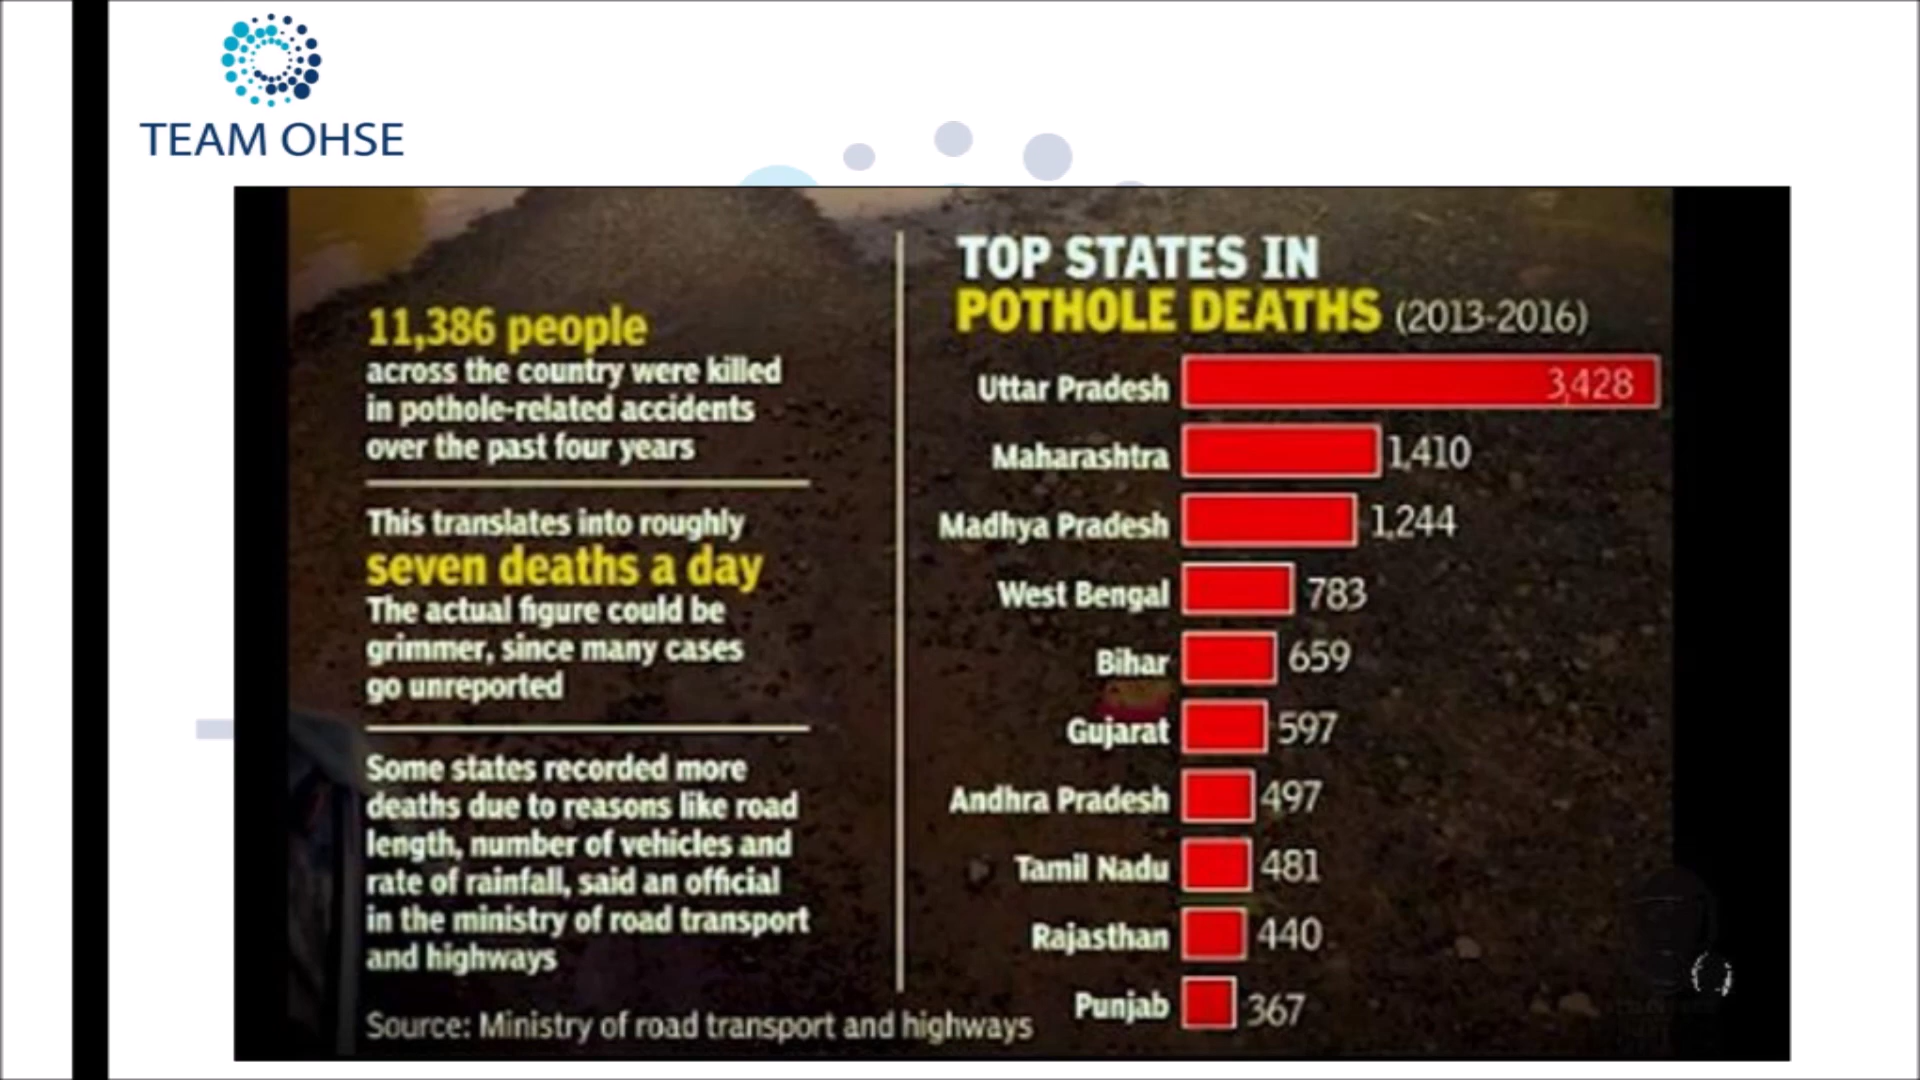 TEAM OHSE
11,386 people
across the country were killed
in pothole-related accidents
over the past four years
This translates into roughly
seven deaths a day
The actual figure could be
grimmer, since many cases
go unreported
Some states recorded more
deaths due to reasons like road
length, number of vehicles and
rate of rainfall, said an official
in the ministry of road transport
and highways
Source: Ministry of road transport and highways
TOP STATES IN
POTHOLE DEATHS (2013-2016)
Uttar Pradesh 3,428
Maharashtra 1,410
Madhya Pradesh 1,244
West Bengal 783
Bihar 659
Gujarat 597
Andhra Pradesh 497
Tamil Nadu 481
Rajasthan 440
Punjab 367